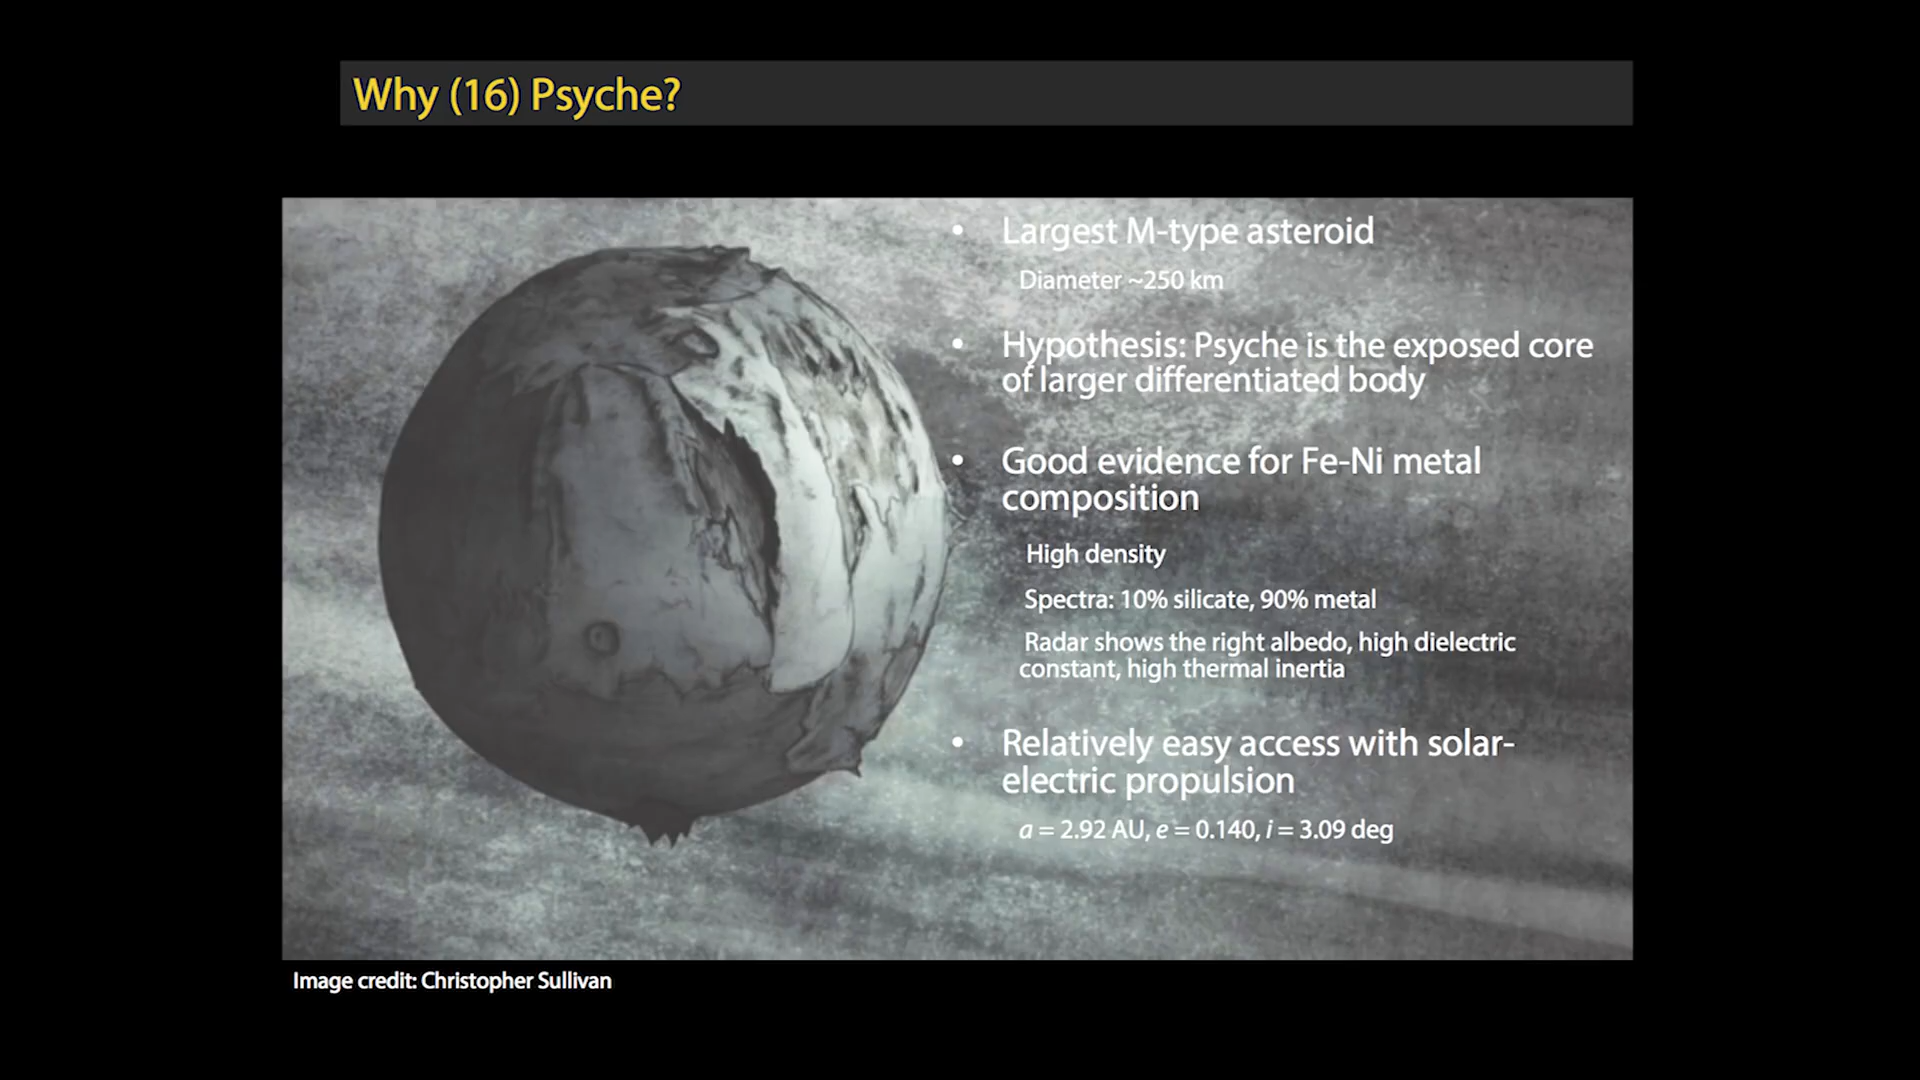 Why (16) Psyche?
• Largest M-type asteroid
Diameter ~250 km
• Hypothesis: Psyche is the exposed core
of larger differentiated body
• Good evidence for Fe-Ni metal
composition
High density
Spectra: 10% silicate, 90% metal
Radar shows the right albedo, high dielectric
constant, high thermal inertia
• Relatively easy access with solar-
electric propulsion
a = 2.92 AU, e = 0.140, i = 3.09 deg
Image credit: Christopher Sullivan